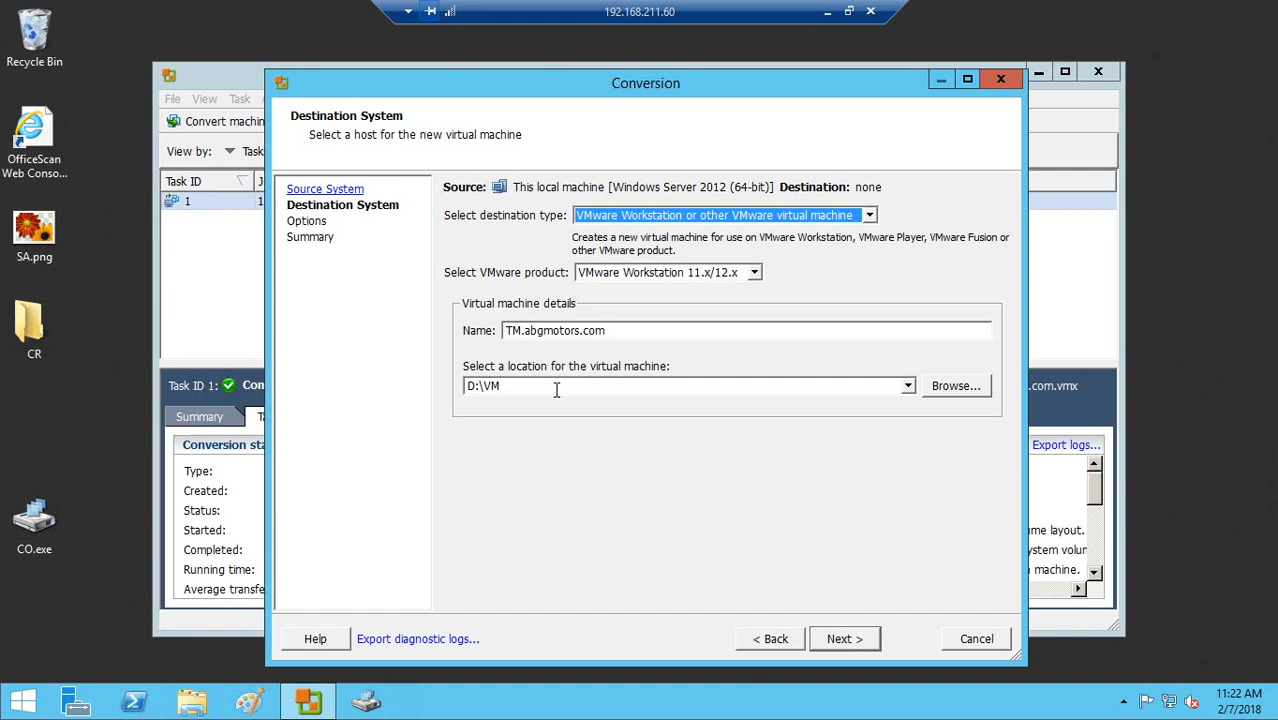 192.168.211.60
Recycle Bin
OfficeScan
Web Conso...
SA.png
CR
CO.exe
File View Task
Convert machin
View by: Task
Task ID
1 1
Task ID 1: Con
.com.vmx
Summary
Conversion sta
Export logs...
Type:
Created:
Status:
Started:
Completed:
Running time:
Average transfe
ume layout.
system volun
machine.
Conversion
Destination System
Select a host for the new virtual machine
Source System
Destination System
Options
Summary
Source: This local machine [Windows Server 2012 (64-bit)] Destination: none
Select destination type: VMware Workstation or other VMware virtual machine
Creates a new virtual machine for use on VMware Workstation, VMware Player, VMware Fusion or
other VMware product.
Select VMware product: VMware Workstation 11.x/12.x
Virtual machine details
Name: TM.abgmotors.com
Select a location for the virtual machine:
D:\VM
Browse...
Help
Export diagnostic logs...
< Back
Next >
Cancel
11:22 AM
2/7/2018